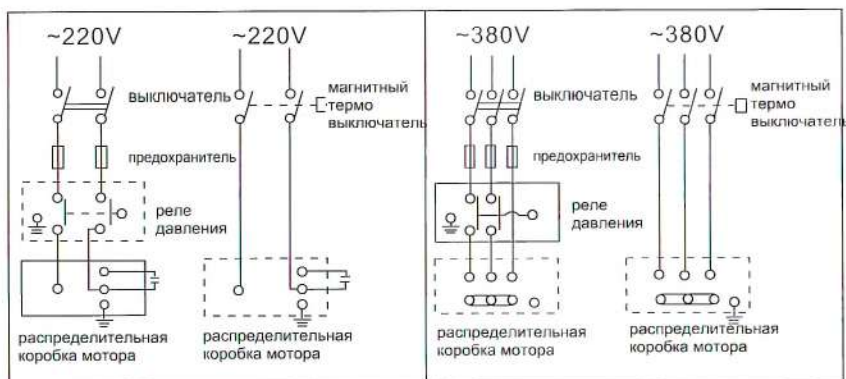 ~220V
~220V
выключатель
магнитный
термо
выключатель
предохранитель
реле
давления
распределительная
коробка мотора
распределительная
коробка мотора
~380V
~380V
выключатель
магнитный
термо
выключатель
предохранитель
реле
давления
распределительная
коробка мотора
распределительная
коробка мотора